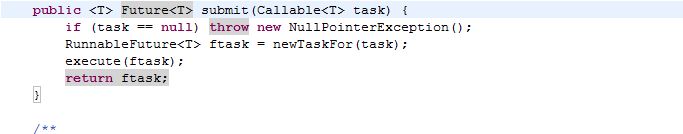 public <T> Future<T> submit(Callable<T> task) {
if (task == null) throw new NullPointerException();
RunnableFuture<T> ftask = newTaskFor(task);
execute(ftask);
return ftask;
}
/**